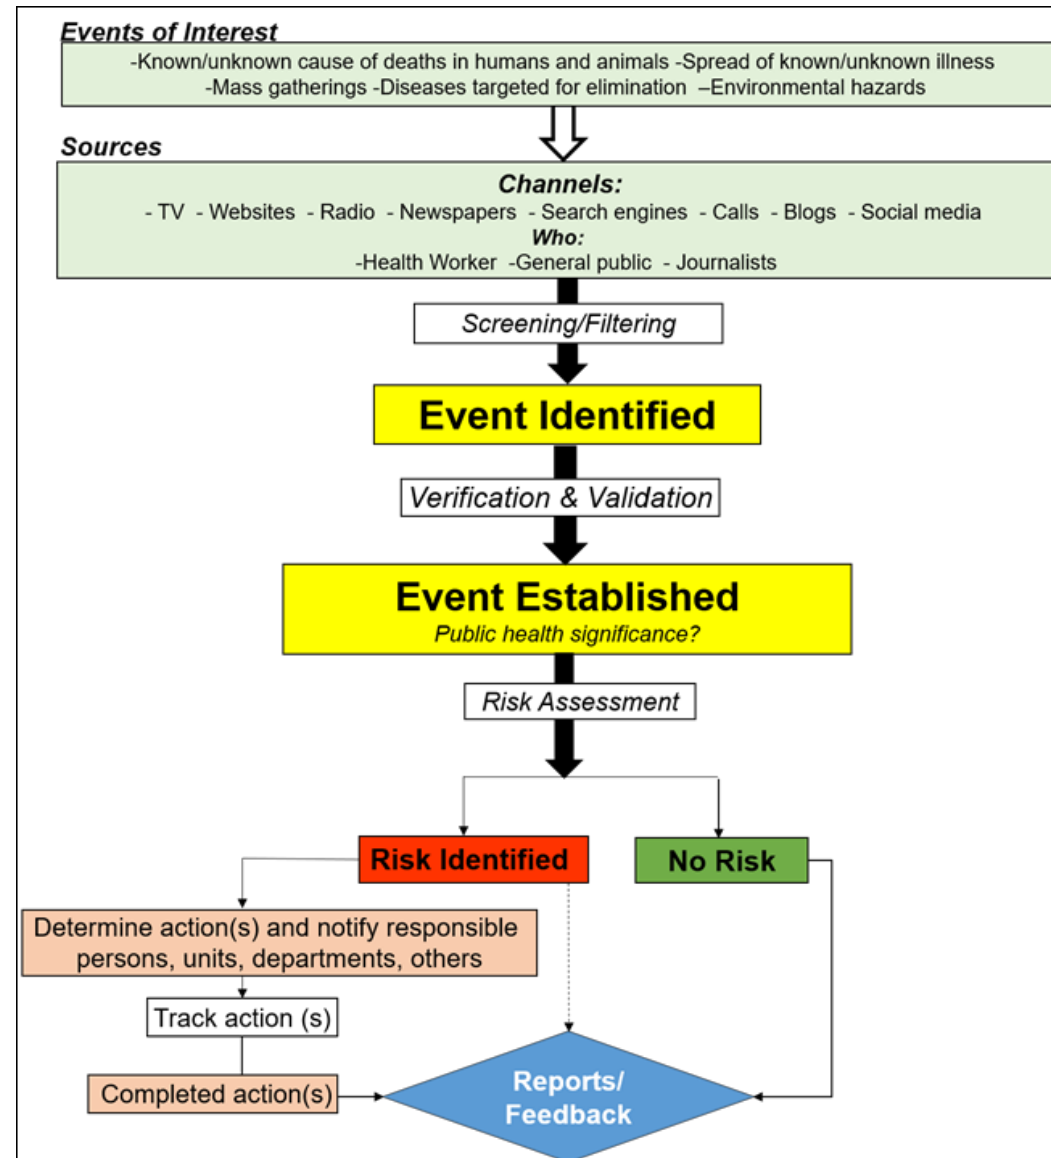 Events of Interest
-Known/unknown cause of deaths in humans and animals -Spread of known/unknown illness
-Mass gatherings -Diseases targeted for elimination –Environmental hazards
Sources
Channels:
- TV - Websites - Radio - Newspapers - Search engines - Calls - Blogs - Social media
Who:
-Health Worker -General public - Journalists
Screening/Filtering
Event Identified
Verification & Validation
Event Established
Public health significance?
Risk Assessment
Risk Identified
No Risk
Determine action(s) and notify responsible
persons, units, departments, others
Track action (s)
Completed action(s)
Reports/
Feedback